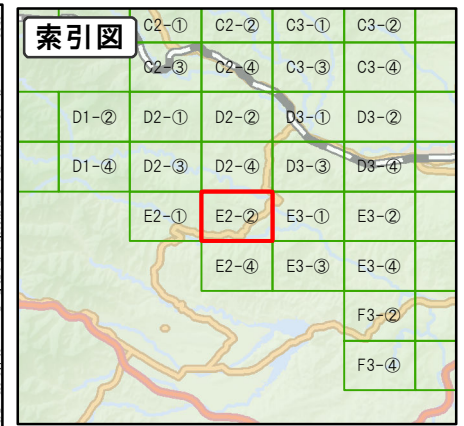 索引図
C2-① C2-② C3-① C3-②
C2-③ C2-④ C3-③ C3-④
D1-② D2-① D2-② D3-① D3-②
D1-④ D2-③ D2-④ D3-③ D3-④
E2-① E2-② E3-① E3-②
E2-④ E3-③ E3-④
F3-②
F3-④